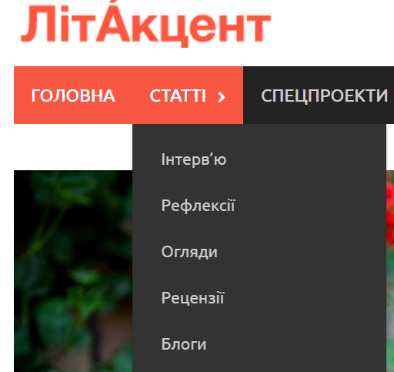 ЛітАкцент
ГОЛОВНА СТАТТІ СПЕЦПРОЕКТИ
Інтерв'ю
Рефлексії
Огляди
Рецензії
Блоги